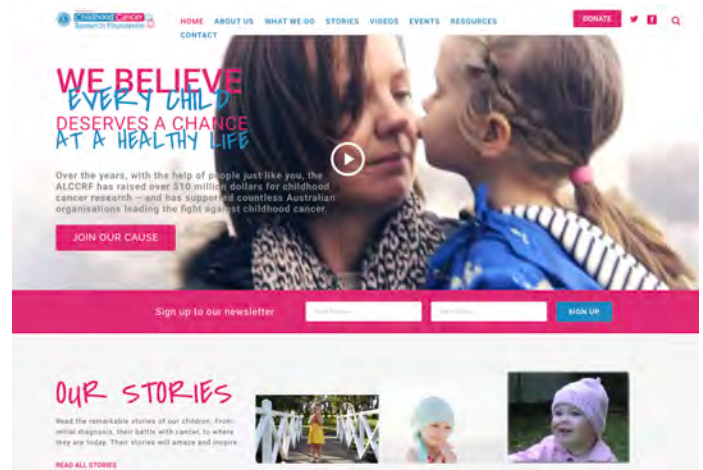 Childhood Cancer
Research Foundation
HOME ABOUT US WHAT WE DO STORIES VIDEOS EVENTS RESOURCES
CONTACT
DONATE
WE BELIEVE
EVERY CHILD
DESERVES A CHANCE
AT A HEALTHY LIFE
Over the years, with the help of people just like you, the
ALCCRF has raised over $10 million dollars for childhood
cancer research – and has supported countless Australian
organisations leading the fight against childhood cancer.
JOIN OUR CAUSE
Sign up to our newsletter
SIGN UP
OUR STORIES
Read the remarkable stories of our children. From
initial diagnosis, their battle with cancer, to where
they are today. Their stories will amaze and inspire.
READ ALL STORIES